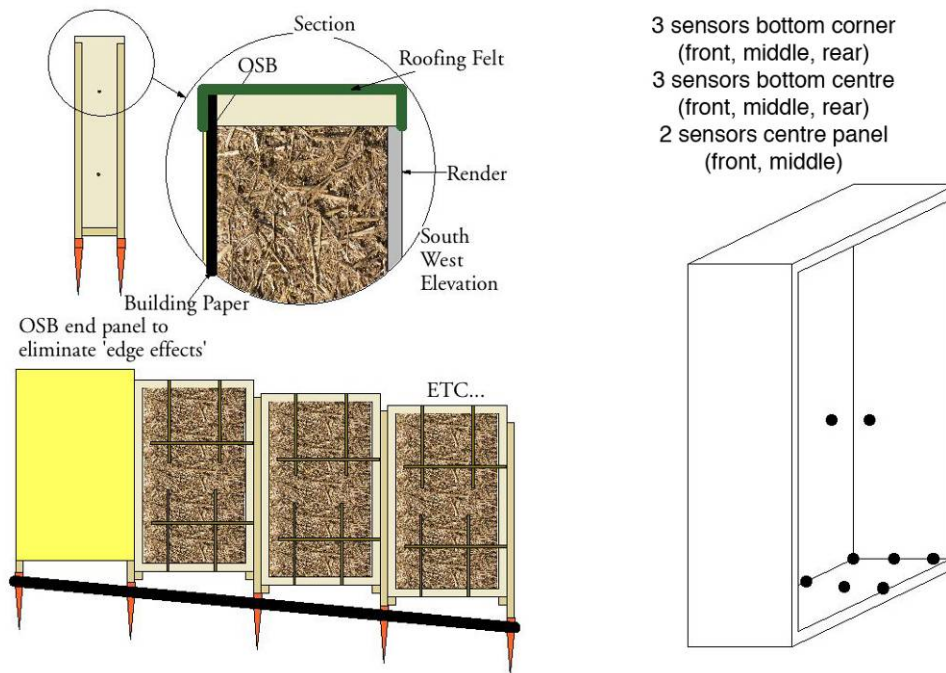 Section
OSB
Roofing Felt
Render
South
West
Elevation
Building Paper
OSB end panel to
eliminate 'edge effects'
ETC...
3 sensors bottom corner
(front, middle, rear)
3 sensors bottom centre
(front, middle, rear)
2 sensors centre panel
(front, middle)